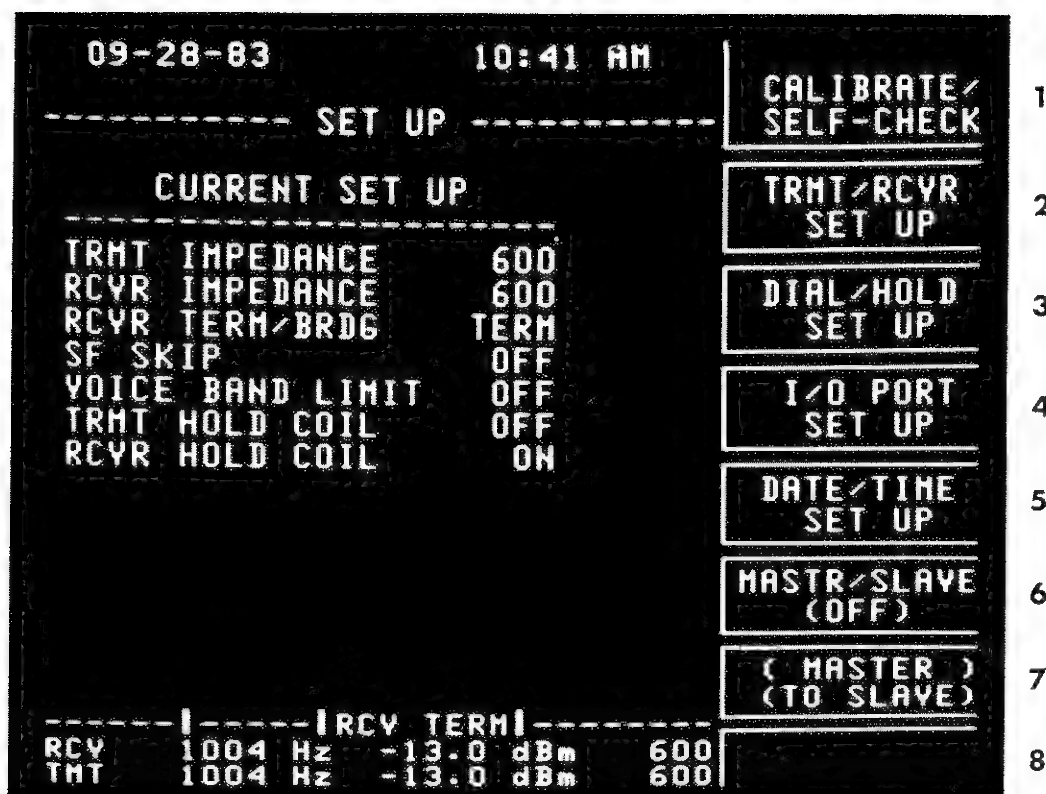 09-28-83 10:41 AM
------------ SET UP ------------
CURRENT SET UP
TRMT IMPEDANCE 600
RCVR IMPEDANCE 600
RCVR TERM/BRDG TERM
SF SKIP OFF
VOICE BAND LIMIT OFF
TRMT HOLD COIL OFF
RCVR HOLD COIL ON
------|-----|RCV TERM|--------
RCV 1004 Hz -13.0 dBm 600
TMT 1004 Hz -13.0 dBm 600
CALIBRATE/
SELF-CHECK
1
TRMT/RCVR
SET UP
2
DIAL/HOLD
SET UP
3
I/O PORT
SET UP
4
DATE/TIME
SET UP
5
MASTR/SLAVE
(OFF)
6
( MASTER )
(TO SLAVE)
7
8